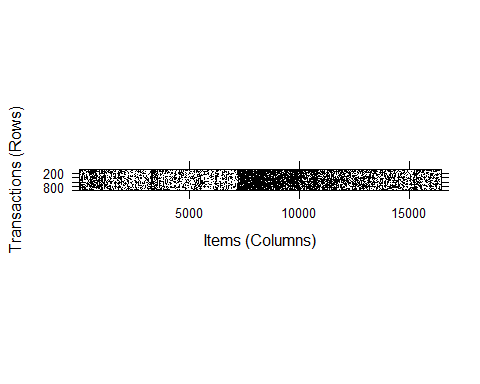 Transactions (Rows)
200
800
5000 10000 15000
Items (Columns)